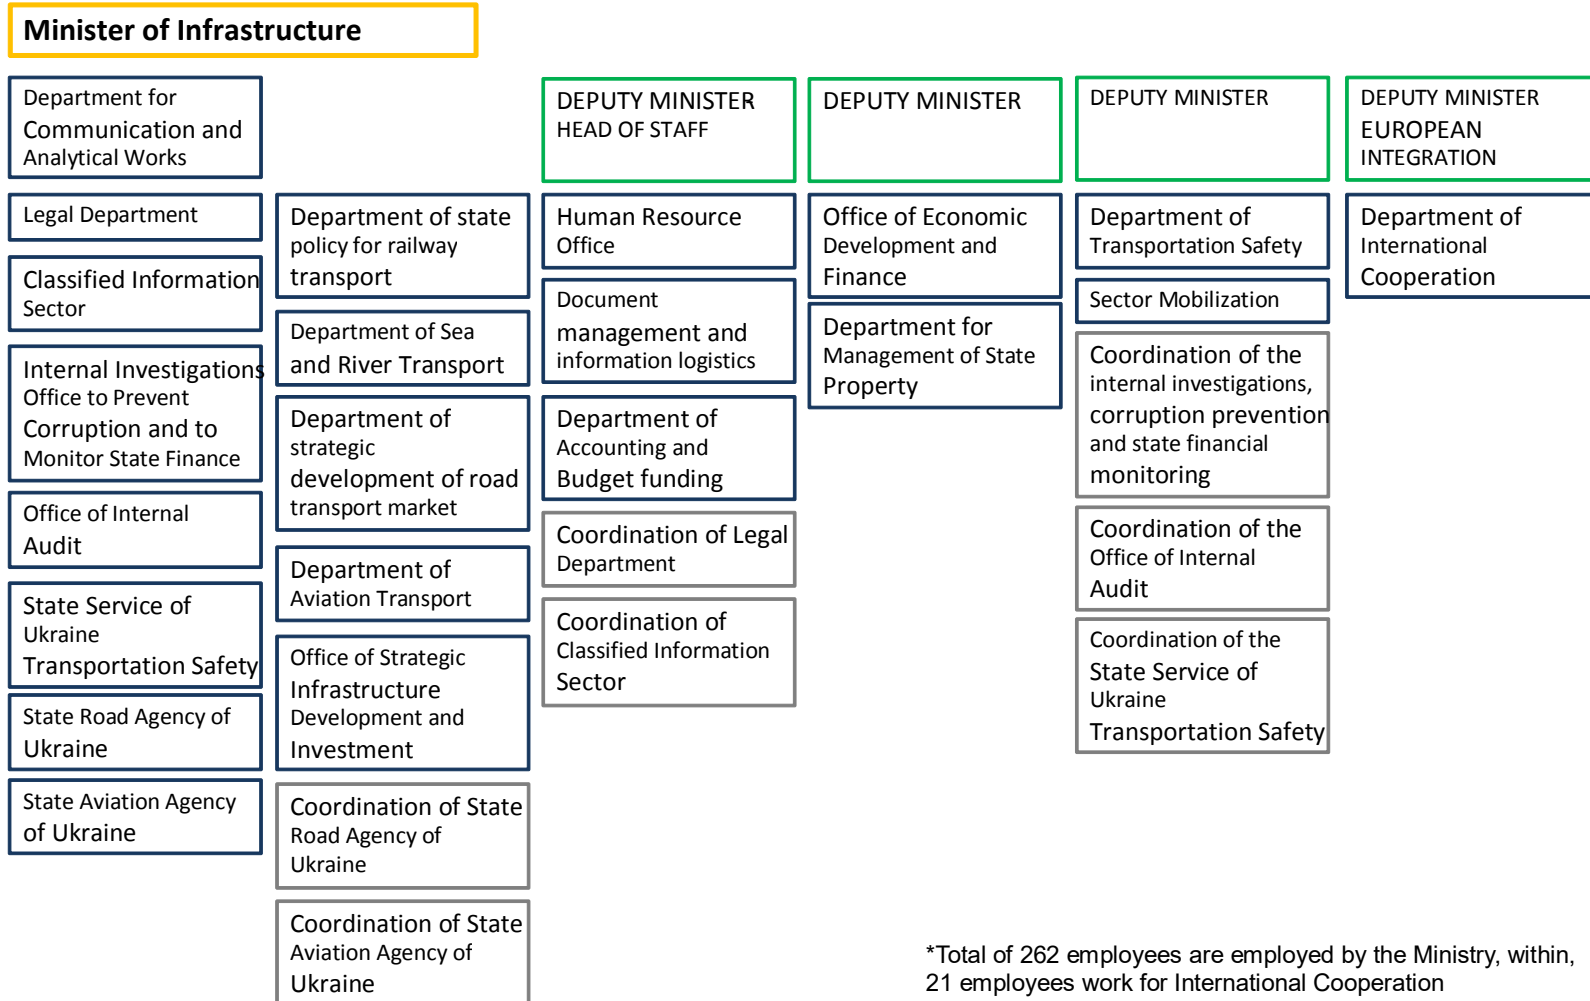 Minister of Infrastructure
Department for
Communication and
Analytical Works
Legal Department
Classified Information
Sector
Internal Investigations
Office to Prevent
Corruption and to
Monitor State Finance
Office of Internal
Audit
State Service of
Ukraine
Transportation Safety
State Road Agency of
Ukraine
State Aviation Agency
of Ukraine
Department of state
policy for railway
transport
Department of Sea
and River Transport
Department of
strategic
development of road
transport market
Department of
Aviation Transport
Office of Strategic
Infrastructure
Development and
Investment
Coordination of State
Road Agency of
Ukraine
Coordination of State
Aviation Agency of
Ukraine
DEPUTY MINISTER
HEAD OF STAFF
Human Resource
Office
Document
management and
information logistics
Department of
Accounting and
Budget funding
Coordination of Legal
Department
Coordination of
Classified Information
Sector
DEPUTY MINISTER
Office of Economic
Development and
Finance
Department for
Management of State
Property
DEPUTY MINISTER
Department of
Transportation Safety
Sector Mobilization
Coordination of the
internal investigations,
corruption prevention
and state financial
monitoring
Coordination of the
Office of Internal
Audit
Coordination of the
State Service of
Ukraine
Transportation Safety
DEPUTY MINISTER
EUROPEAN
INTEGRATION
Department of
International
Cooperation
*Total of 262 employees are employed by the Ministry, within,
21 employees work for International Cooperation